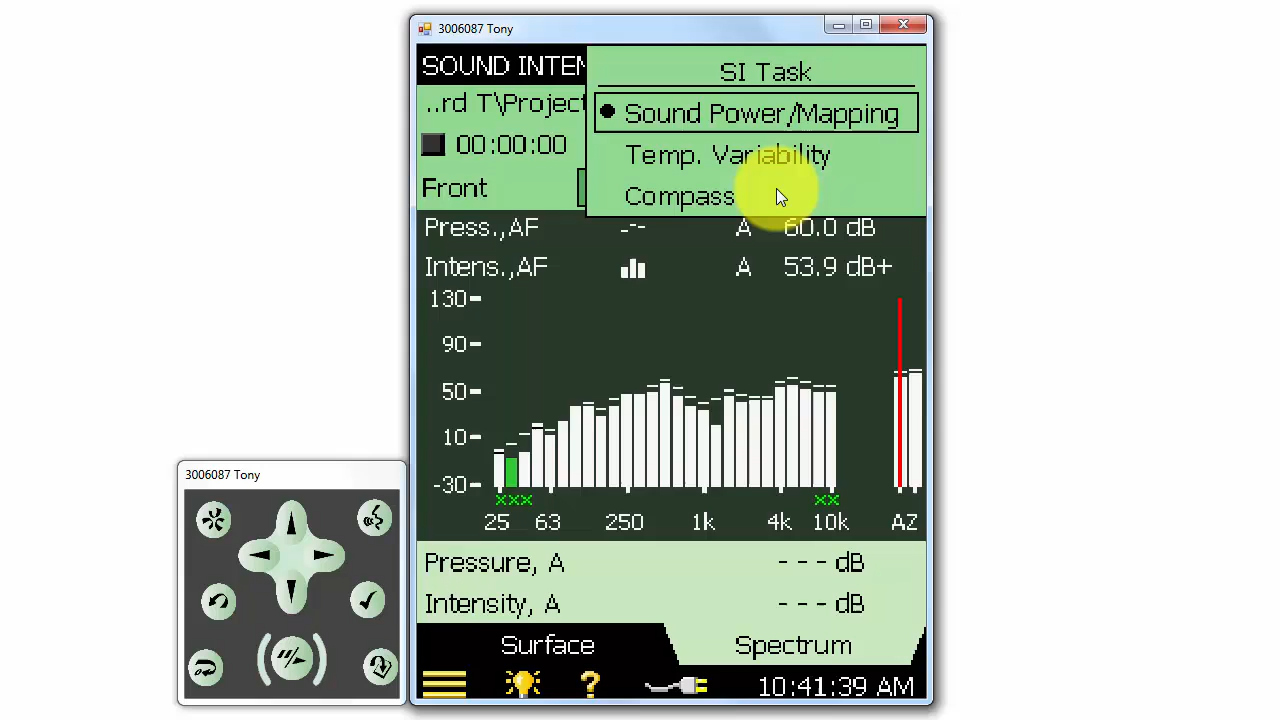 3006087 Tony
SOUND INTEN
SI Task
..rd T\Project
Sound Power/Mapping
00:00:00
Temp. Variability
Front
Compass
Press.,AF -.-- A 60.0 dB
Intens.,AF A 53.9 dB+
130
90
50
10
-30
xxx xx
25 63 250 1k 4k 10k AZ
Pressure, A - - - dB
Intensity, A - - - dB
Surface Spectrum
? 10:41:39 AM
3006087 Tony